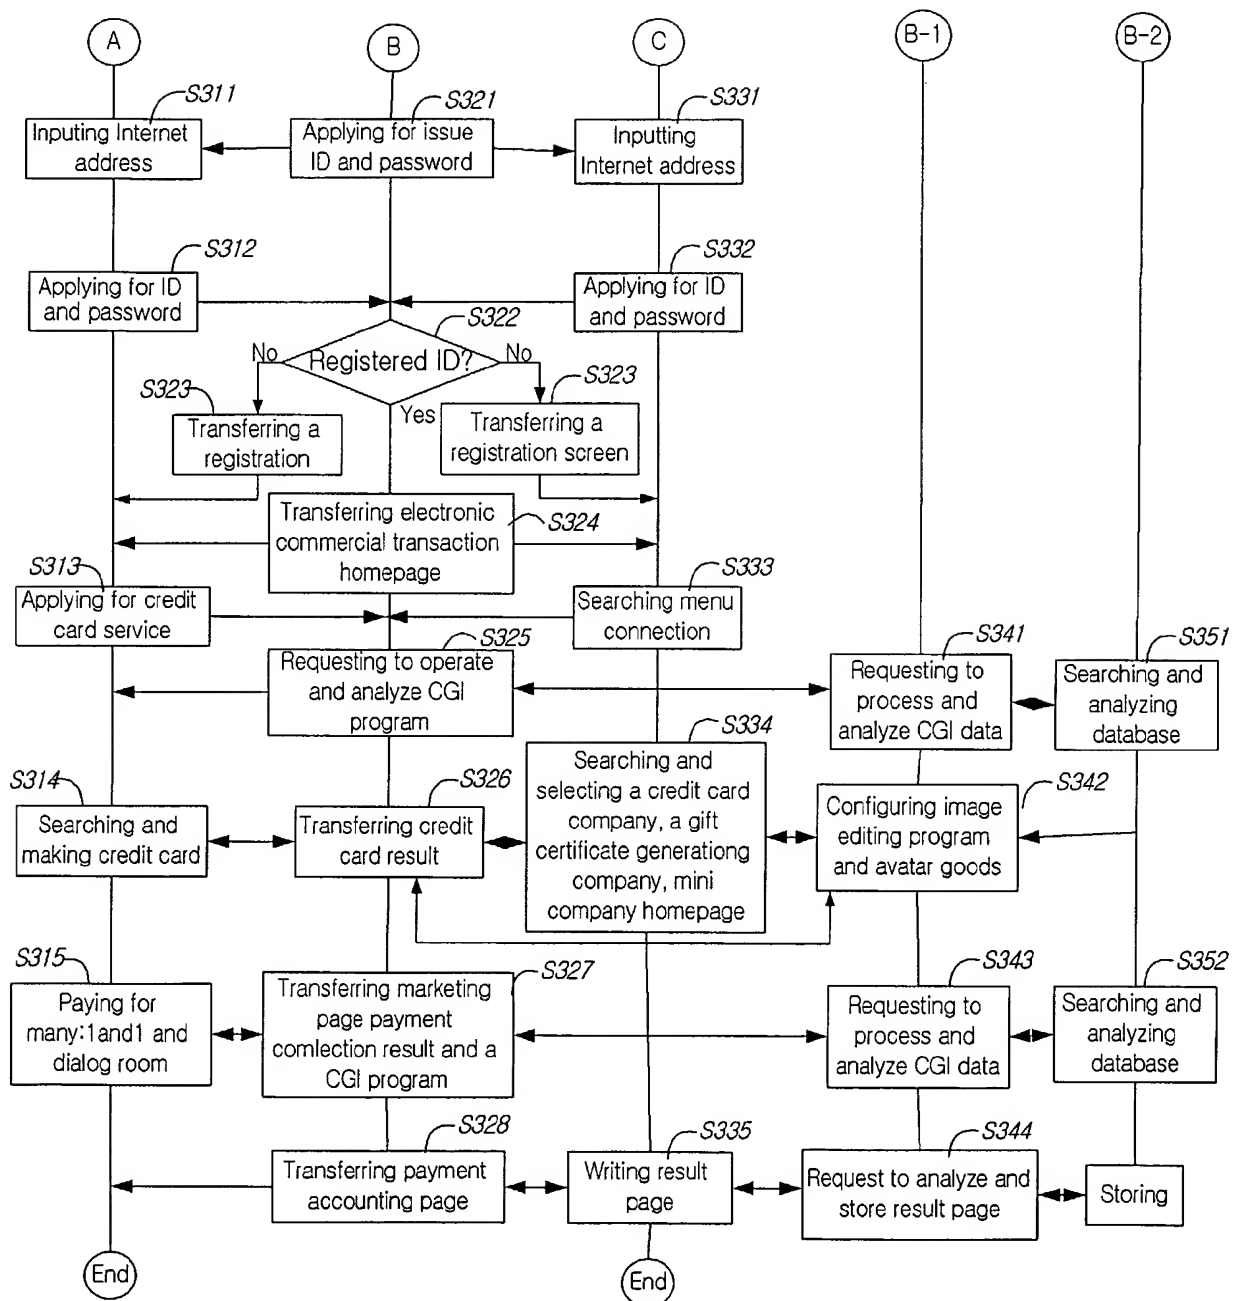 A
B
C
B-1
B-2
S311
S321
S331
Inputing Internet
address
Applying for issue
ID and password
Inputting
Internet address
S312
S332
Applying for ID
and password
Applying for ID
and password
S322
No
Registered ID?
No
S323
S323
Yes
Transferring a
registration
Transferring a
registration screen
Transferring electronic
commercial transaction
homepage
S324
S313
S333
Applying for credit
card service
Searching menu
connection
S325
S341
S351
Requesting to operate
and analyze CGI
program
Requesting to
process and
analyze CGI data
Searching and
analyzing
database
S334
S314
S326
S342
Searching and
making credit card
Transferring credit
card result
Searching and
selecting a credit card
company, a gift
certificate generationg
company, mini
company homepage
Configuring image
editing program
and avatar goods
S315
S327
S343
S352
Paying for
many:1and1 and
dialog room
Transferring marketing
page payment
comlection result and a
CGI program
Requesting to
process and
analyze CGI data
Searching and
analyzing
database
S328
S335
S344
Transferring payment
accounting page
Writing result
page
Request to analyze and
store result page
Storing
End
End